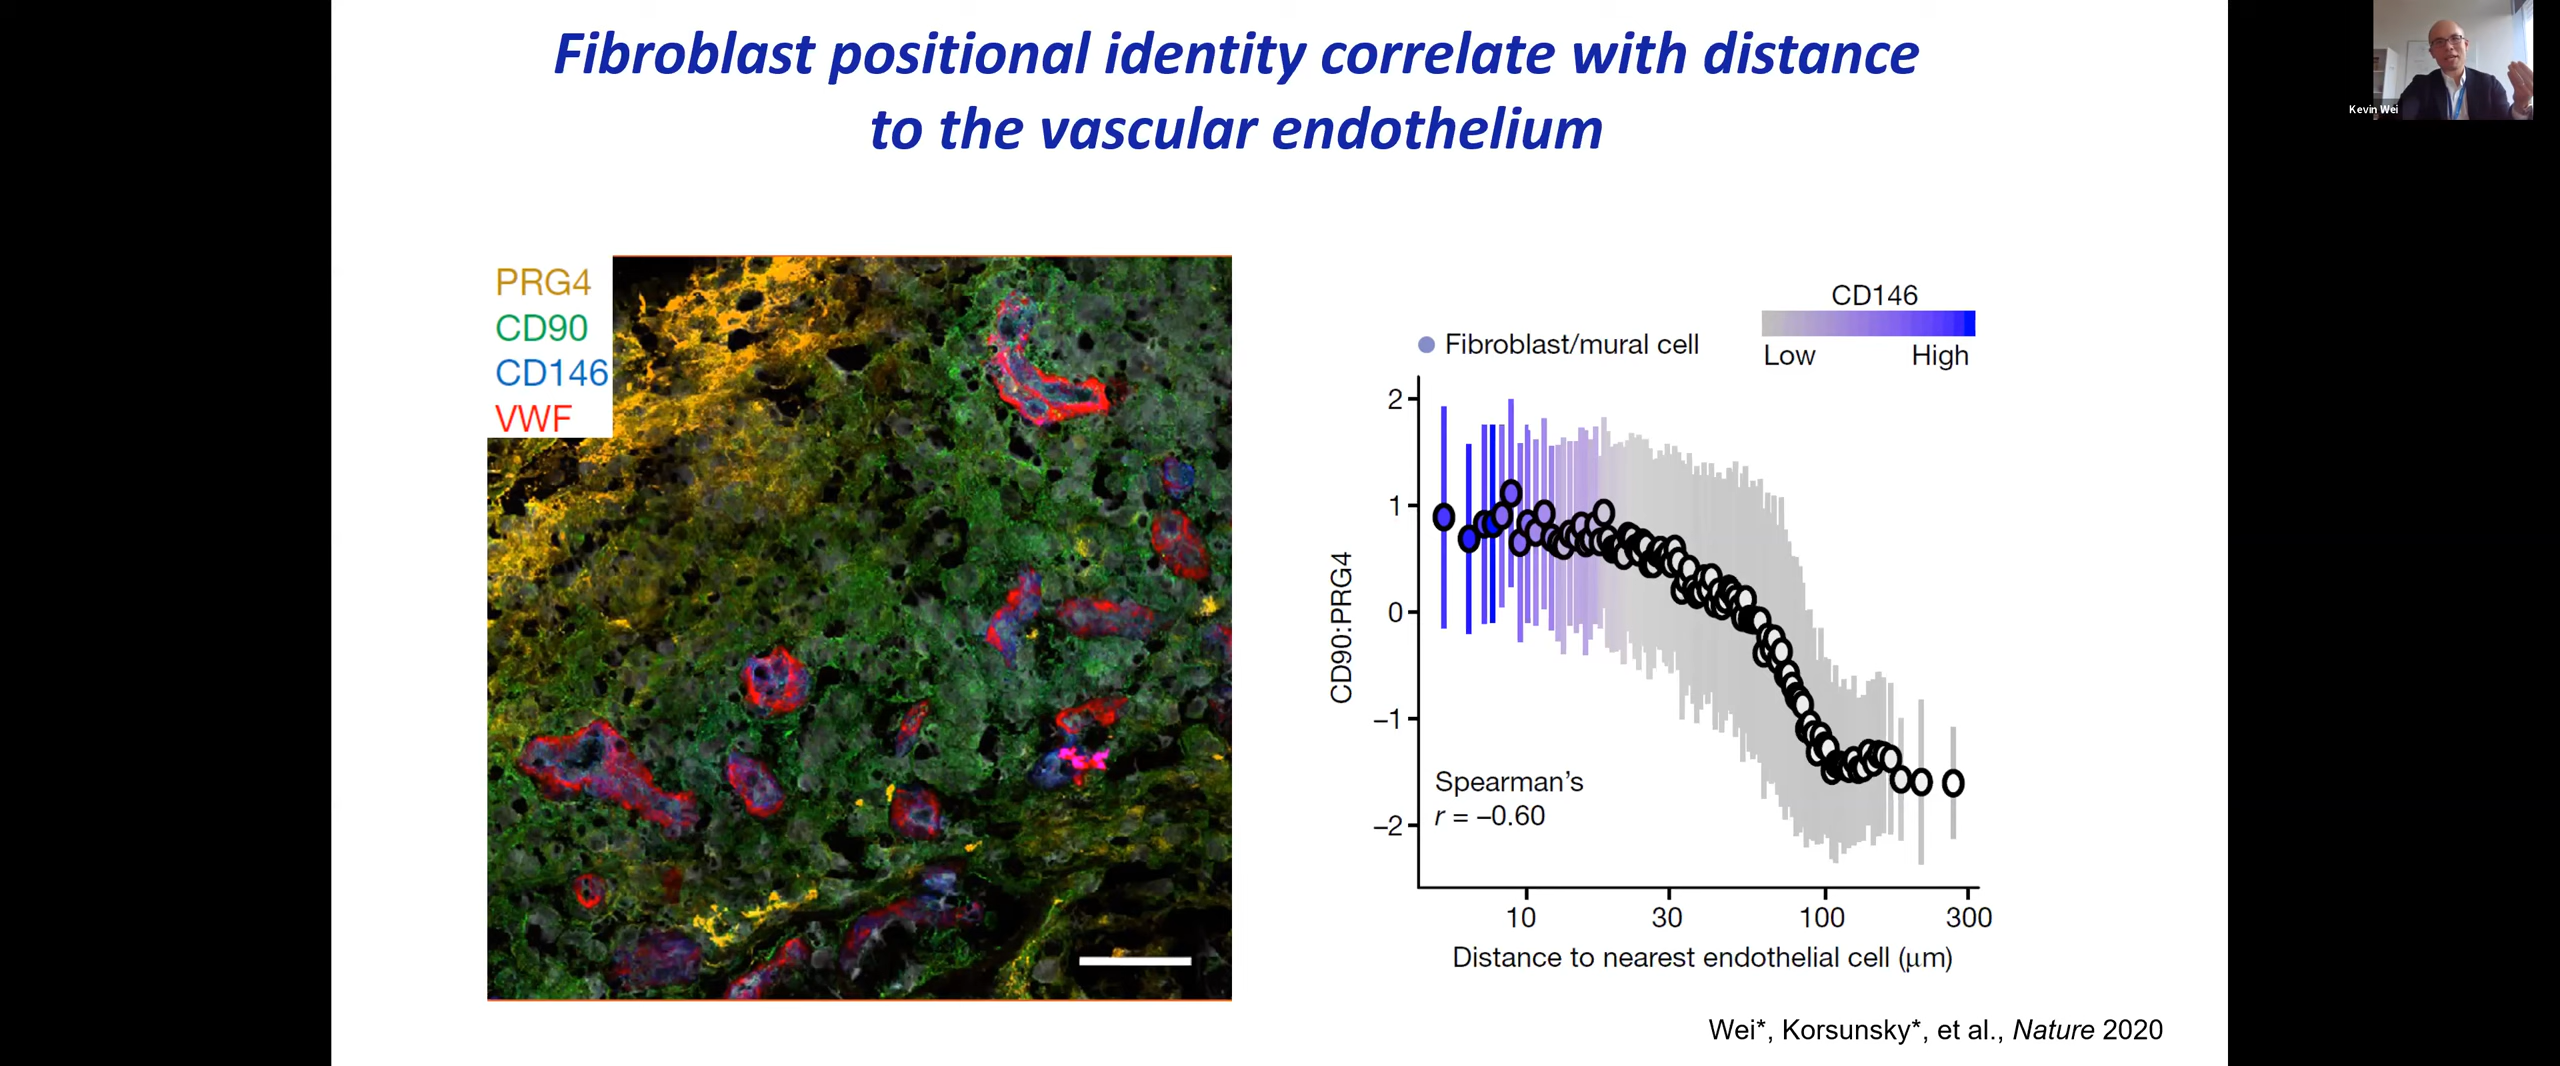 Fibroblast positional identity correlate with distance
to the vascular endothelium
Kevin Wei
PRG4
CD90
CD146
VWF
CD146
Low High
Fibroblast/mural cell
CD90:PRG4
2
1
0
−1
−2
Spearman’s
r = −0.60
10 30 100 300
Distance to nearest endothelial cell (μm)
Wei*, Korsunsky*, et al., Nature 2020